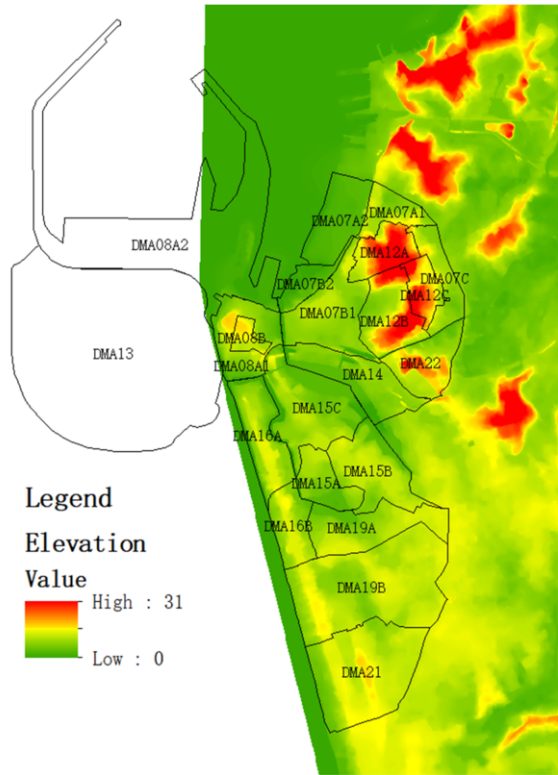 DMA07A2
DMA07A1
DMA08A2
DMA12A
DMA07C
DMA07B2
DMA12C
DMA07B1
DMA12B
DMA08B
DMA13
DMA08A1
DMA22
DMA14
DMA15C
DMA16A
DMA15B
DMA15A
DMA16B
DMA19A
DMA19B
DMA21
Legend
Elevation
Value
High : 31
Low : 0